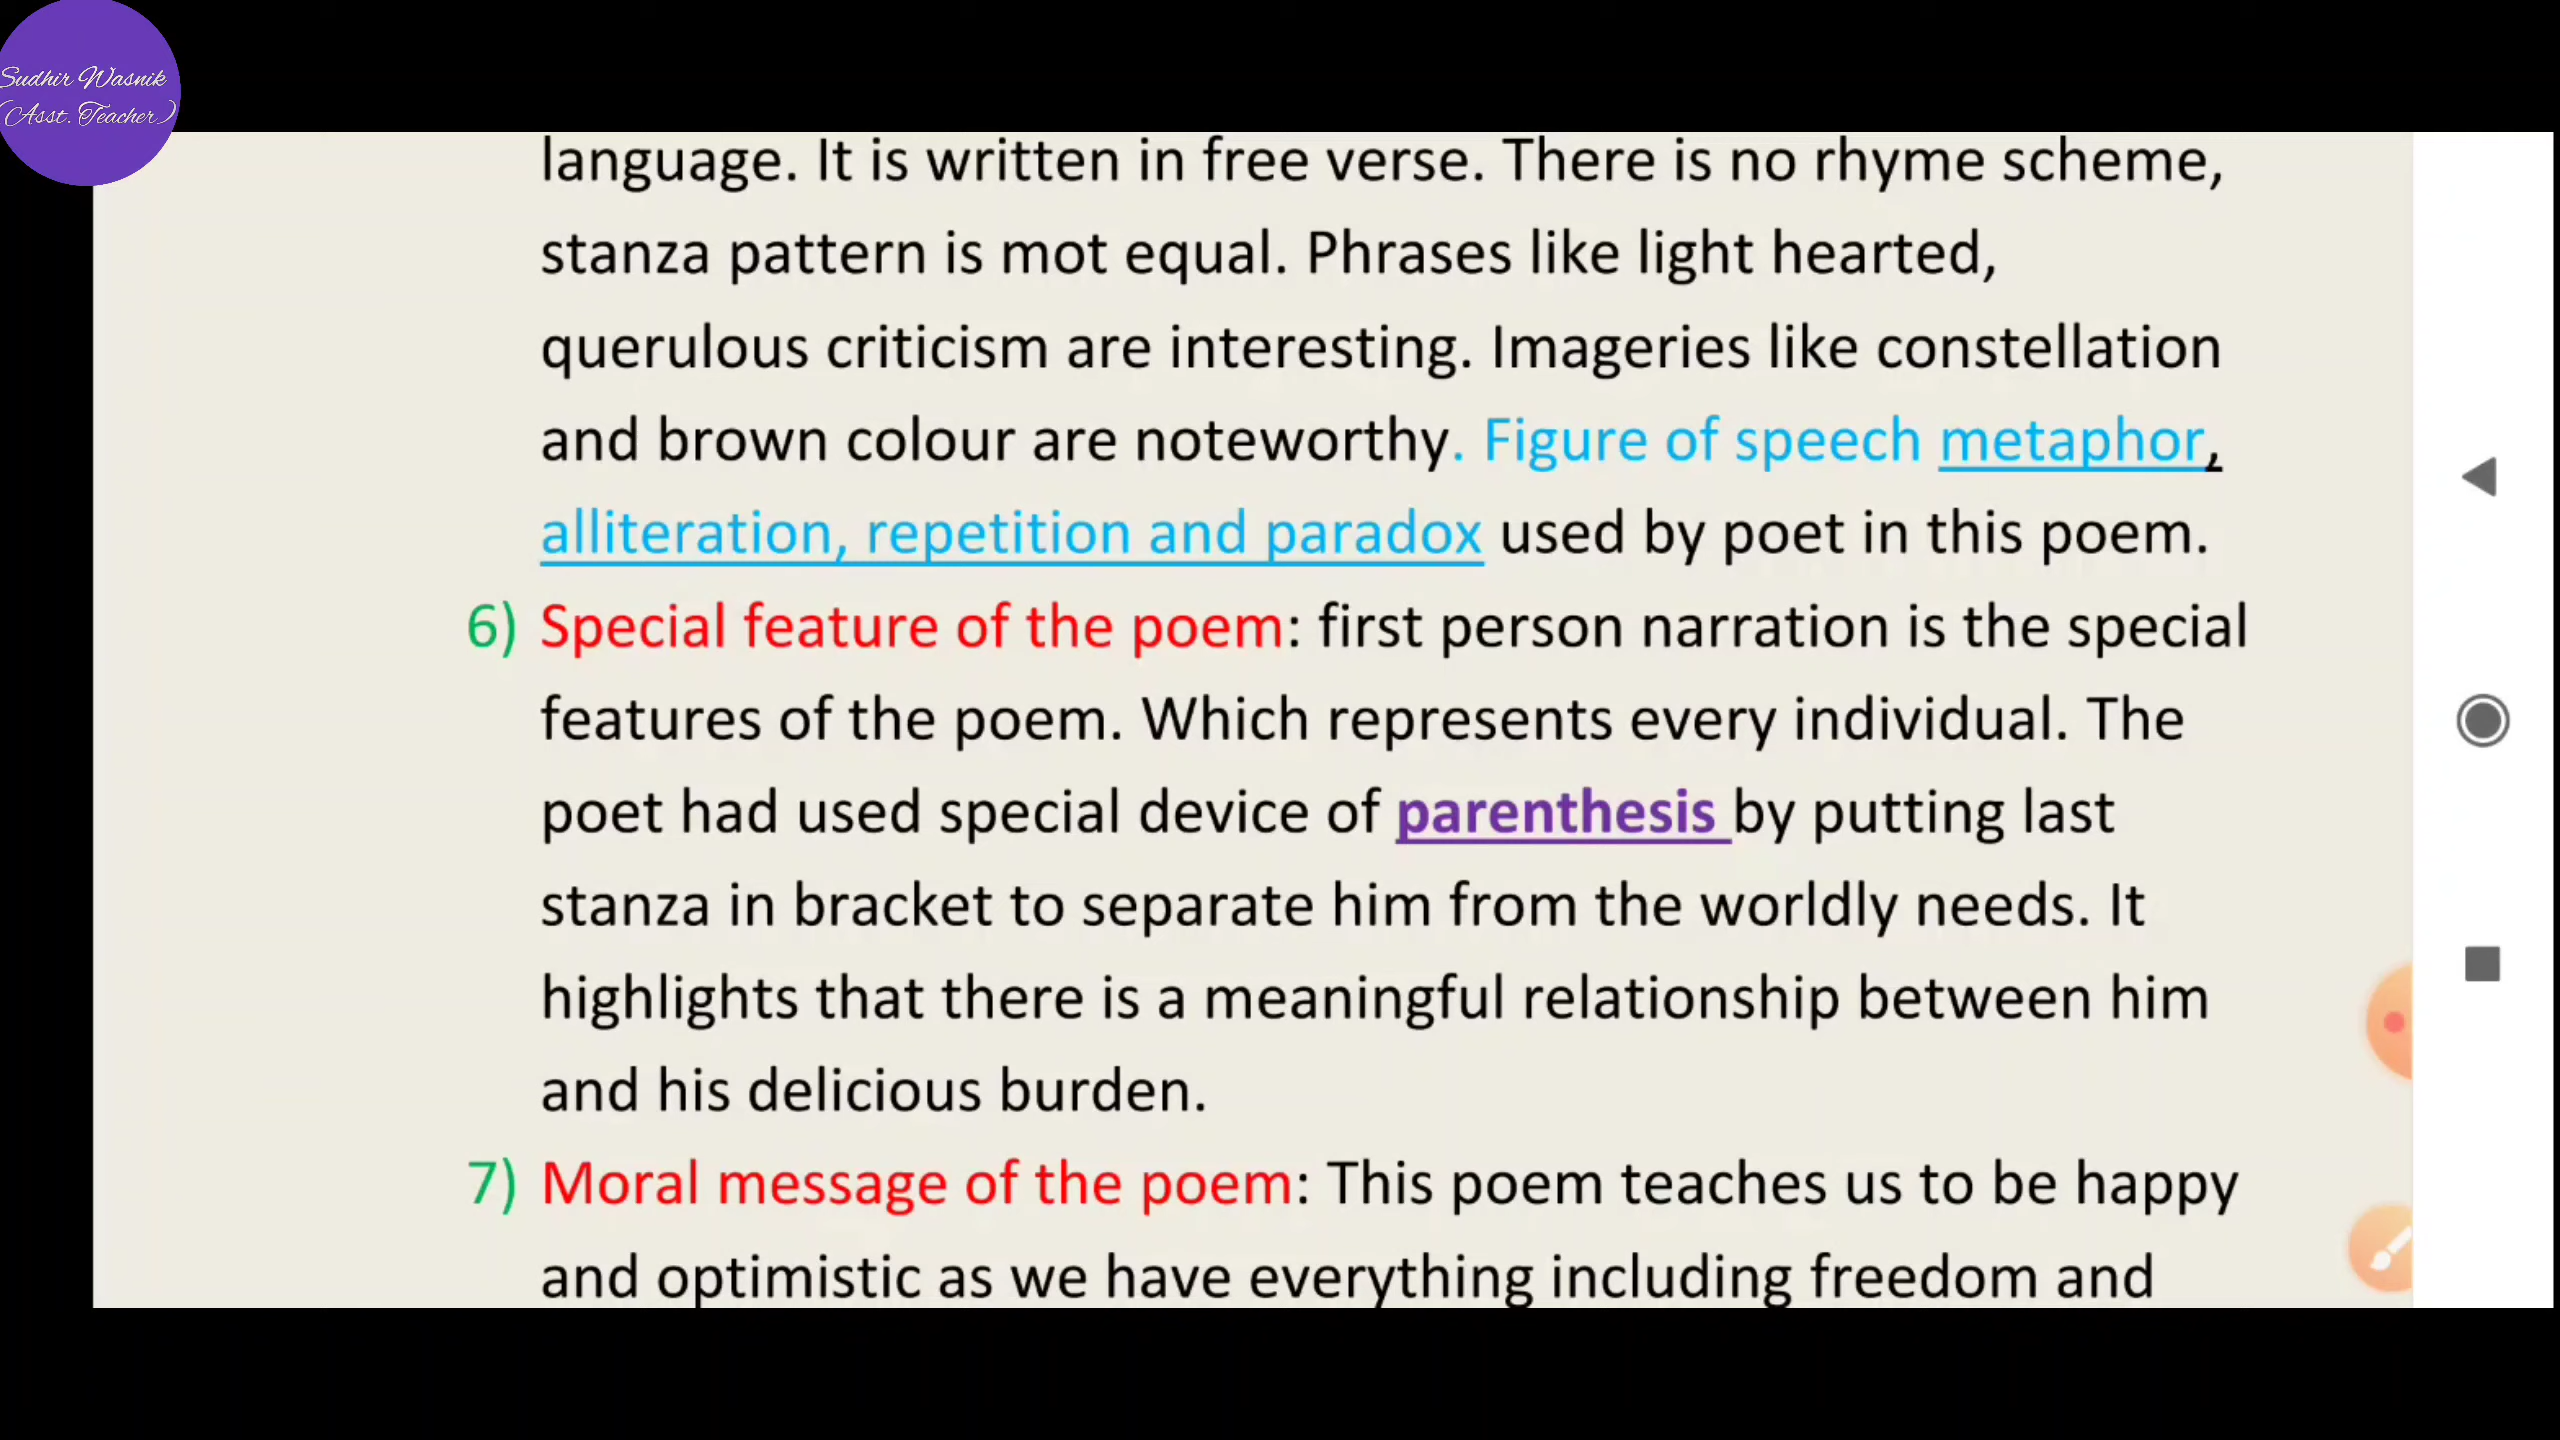 Sudhir Wasnik
(Asst. Teacher)
language. It is written in free verse. There is no rhyme scheme,
stanza pattern is mot equal. Phrases like light hearted,
querulous criticism are interesting. Imageries like constellation
and brown colour are noteworthy. Figure of speech metaphor,
alliteration, repetition and paradox used by poet in this poem.
6) Special feature of the poem: first person narration is the special
features of the poem. Which represents every individual. The
poet had used special device of parenthesis by putting last
stanza in bracket to separate him from the worldly needs. It
highlights that there is a meaningful relationship between him
and his delicious burden.
7) Moral message of the poem: This poem teaches us to be happy
and optimistic as we have everything including freedom and